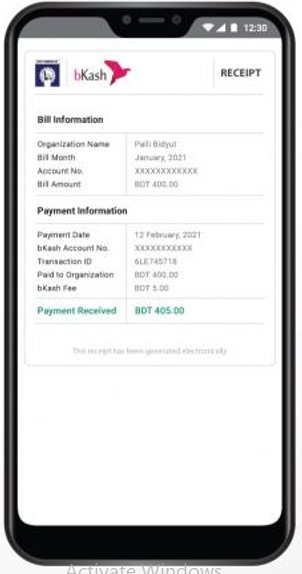 12:30
bKash
RECEIPT
Bill Information
Organization Name Palli Bidyut
Bill Month January, 2021
Account No. XXXXXXXXXXXX
Bill Amount BDT 400.00
Payment Information
Payment Date 12 February, 2021
bKash Account No. XXXXXXXXXXX
Transaction ID 6LE745718
Paid to Organization BDT 400.00
bKash Fee BDT 5.00
Payment Received BDT 405.00
This receipt has been generated electronically
Activate Windows